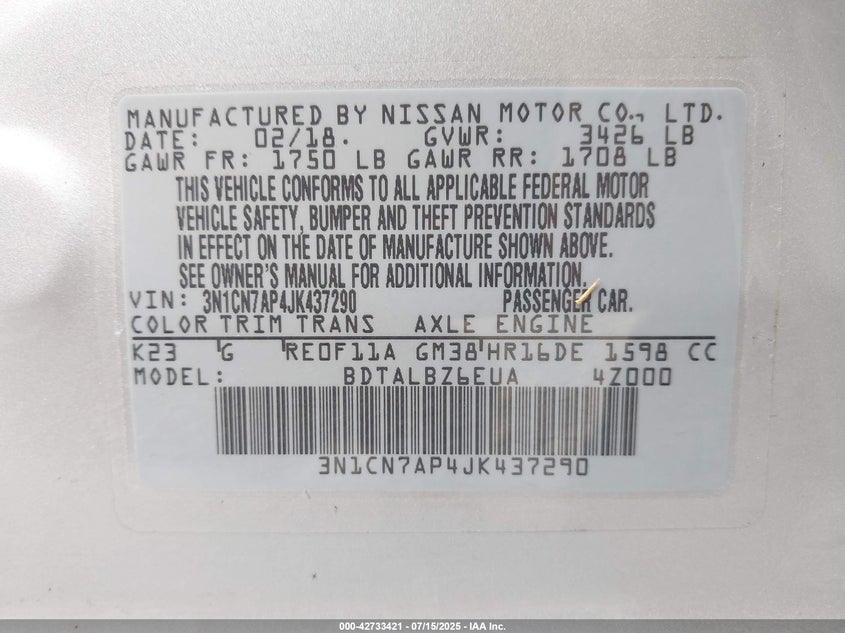 MANUFACTURED BY NISSAN MOTOR CO., LTD.
DATE: 02/18. GVWR: 3426 LB
GAWR FR: 1750 LB GAWR RR: 1708 LB
THIS VEHICLE CONFORMS TO ALL APPLICABLE FEDERAL MOTOR
VEHICLE SAFETY, BUMPER AND THEFT PREVENTION STANDARDS
IN EFFECT ON THE DATE OF MANUFACTURE SHOWN ABOVE.
SEE OWNER'S MANUAL FOR ADDITIONAL INFORMATION.
VIN: 3N1CN7AP4JK437290 PASSENGER CAR.
COLOR TRIM TRANS AXLE ENGINE
K23 G RE0F11A GM38 HR16DE 1598 CC
MODEL: BDTALBZ6EUA 4Z000
3N1CN7AP4JK437290
000-42733421 - 07/15/2025 - IAA Inc.